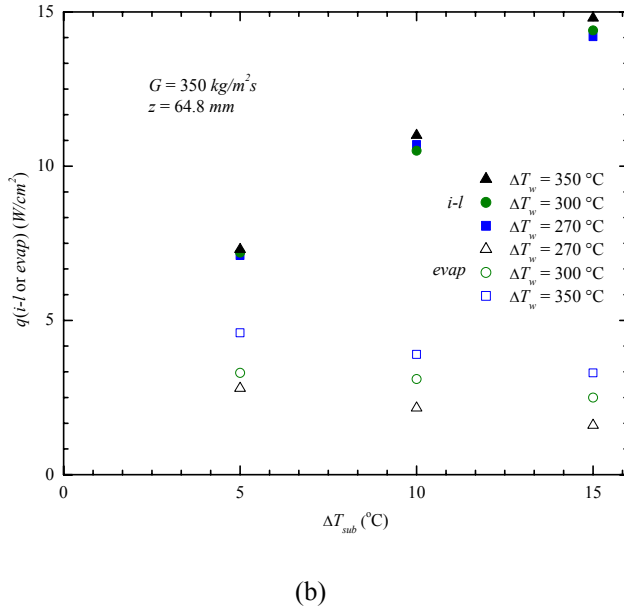 15
10
5
0
q(i-l or evap) (W/cm²)
G = 350 kg/m²s
z = 64.8 mm
ΔT_w = 350 °C
i-l ΔT_w = 300 °C
ΔT_w = 270 °C
ΔT_w = 270 °C
evap ΔT_w = 300 °C
ΔT_w = 350 °C
0 5 10 15
ΔT_sub (°C)
(b)